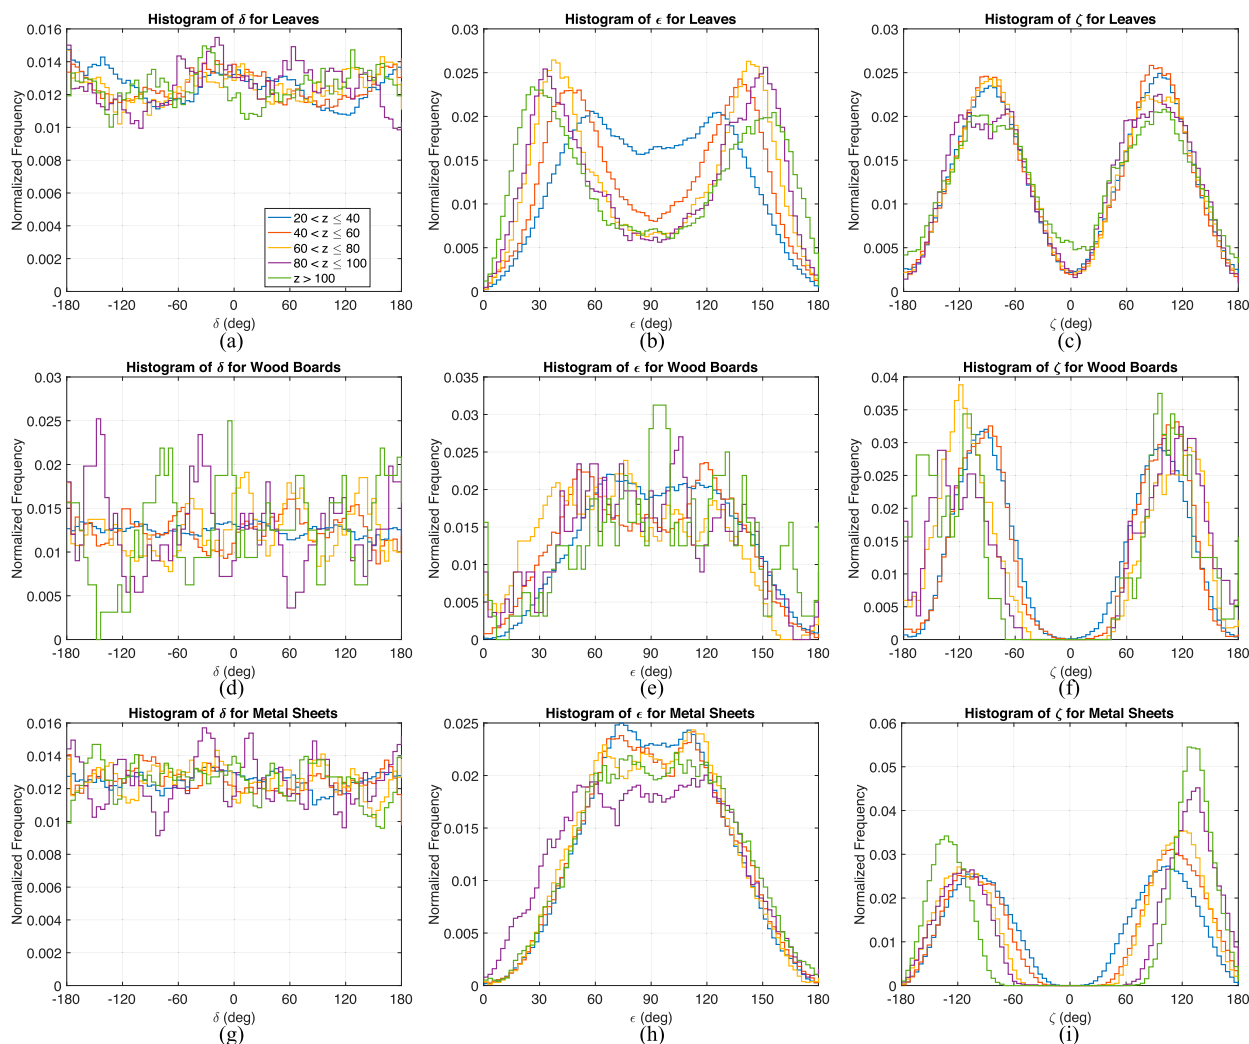 Histogram of δ for Leaves
Normalized Frequency
0.016
0.014
0.012
0.01
0.008
0.006
0.004
0.002
0
20 < z ≤ 40
40 < z ≤ 60
60 < z ≤ 80
80 < z ≤ 100
z > 100
-180 -120 -60 0 60 120 180
δ (deg)
(a)
Histogram of ϵ for Leaves
Normalized Frequency
0.03
0.025
0.02
0.015
0.01
0.005
0
0 30 60 90 120 150 180
ϵ (deg)
(b)
Histogram of ζ for Leaves
Normalized Frequency
0.03
0.025
0.02
0.015
0.01
0.005
0
-180 -120 -60 0 60 120 180
ζ (deg)
(c)
Histogram of δ for Wood Boards
Normalized Frequency
0.03
0.025
0.02
0.015
0.01
0.005
0
-180 -120 -60 0 60 120 180
δ (deg)
(d)
Histogram of ϵ for Wood Boards
Normalized Frequency
0.035
0.03
0.025
0.02
0.015
0.01
0.005
0
0 30 60 90 120 150 180
ϵ (deg)
(e)
Histogram of ζ for Wood Boards
Normalized Frequency
0.04
0.035
0.03
0.025
0.02
0.015
0.01
0.005
0
-180 -120 -60 0 60 120 180
ζ (deg)
(f)
Histogram of δ for Metal Sheets
Normalized Frequency
0.016
0.014
0.012
0.01
0.008
0.006
0.004
0.002
0
-180 -120 -60 0 60 120 180
δ (deg)
(g)
Histogram of ϵ for Metal Sheets
Normalized Frequency
0.025
0.02
0.015
0.01
0.005
0
0 30 60 90 120 150 180
ϵ (deg)
(h)
Histogram of ζ for Metal Sheets
Normalized Frequency
0.06
0.05
0.04
0.03
0.02
0.01
0
-180 -120 -60 0 60 120 180
ζ (deg)
(i)